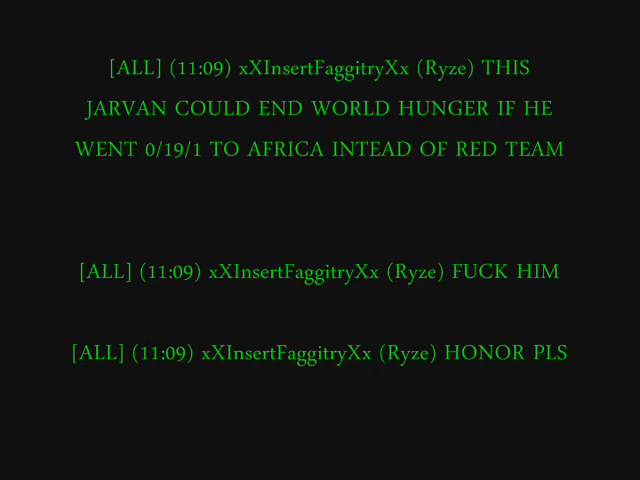 [ALL] (11:09) xXInsertFaggitryXx (Ryze) THIS
JARVAN COULD END WORLD HUNGER IF HE
WENT 0/19/1 TO AFRICA INTEAD OF RED TEAM
[ALL] (11:09) xXInsertFaggitryXx (Ryze) FUCK HIM
[ALL] (11:09) xXInsertFaggitryXx (Ryze) HONOR PLS